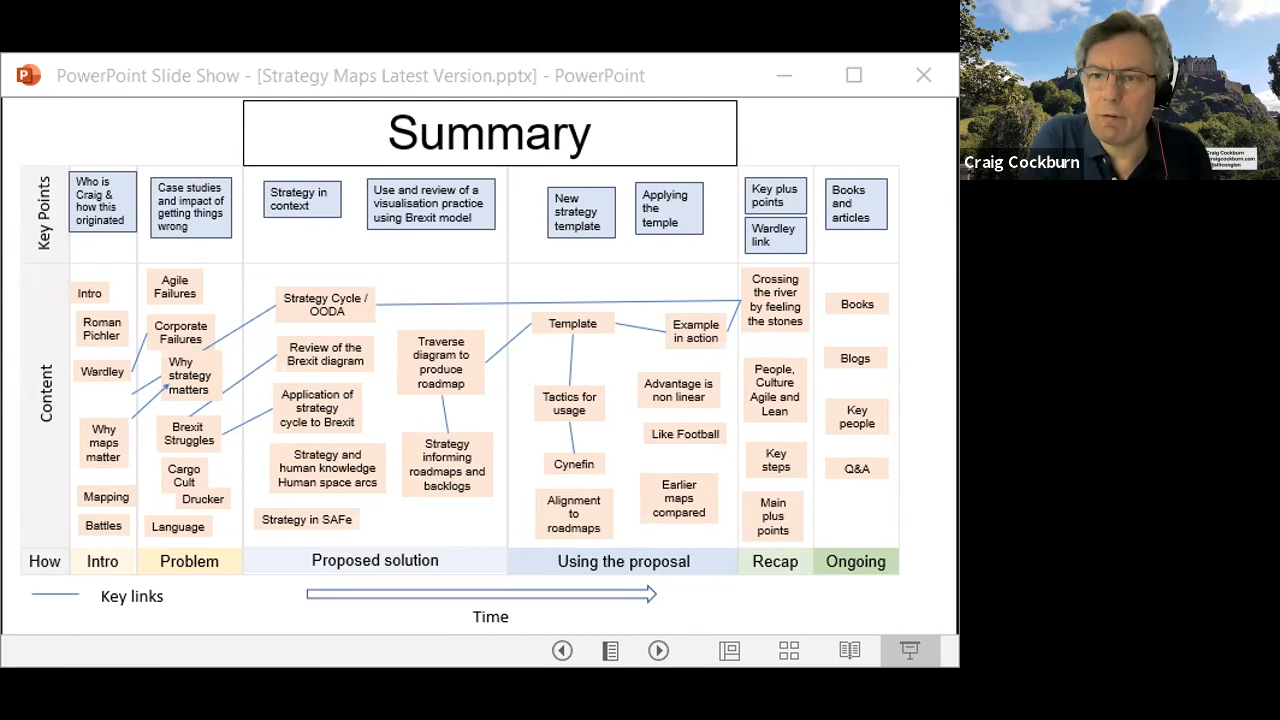 PowerPoint Slide Show - [Strategy Maps Latest Version.pptx] - PowerPoint
Craig Cockburn
Craig Cockburn
Summary
Key Points
Who is
Craig &
how this
originated
Case studies
and impact of
getting things
wrong
Strategy in
context
Use and review of a
visualisation practice
using Brexit model
New
strategy
template
Applying
the
temple
Key plus
points
Wardley
link
Books
and
articles
Content
Intro
Roman
Pichler
Wardley
Why
maps
matter
Mapping
Battles
Agile
Failures
Corporate
Failures
Why
strategy
matters
Brexit
Struggles
Cargo
Cult
Drucker
Language
Strategy Cycle /
OODA
Review of the
Brexit diagram
Application of
strategy
cycle to Brexit
Strategy and
human knowledge
Human space arcs
Strategy in SAFe
Traverse
diagram to
produce
roadmap
Strategy
informing
roadmaps and
backlogs
Template
Tactics for
usage
Cynefin
Alignment
to
roadmaps
Example
in action
Advantage is
non linear
Like Football
Earlier
maps
compared
Crossing
the river
by feeling
the stones
People,
Culture
Agile and
Lean
Key
steps
Main
plus
points
Books
Blogs
Key
people
Q&A
How
Intro
Problem
Proposed solution
Using the proposal
Recap
Ongoing
Key links
Time